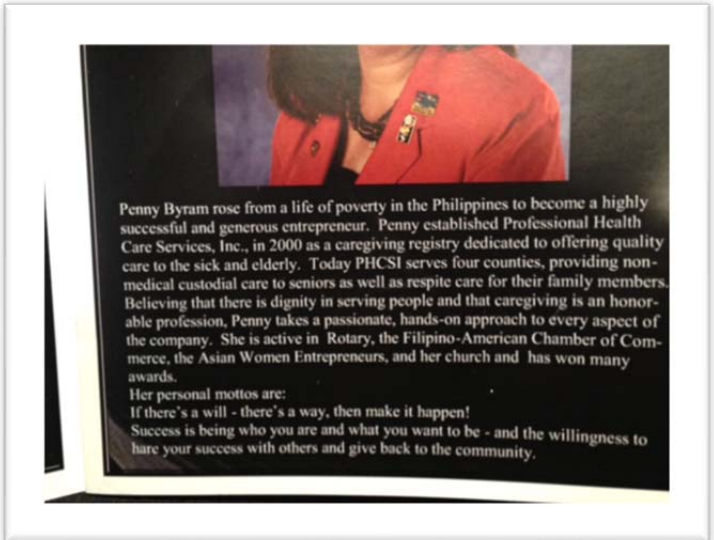 Penny Byram rose from a life of poverty in the Philippines to become a highly
successful and generous entrepreneur. Penny established Professional Health
Care Services, Inc., in 2000 as a caregiving registry dedicated to offering quality
care to the sick and elderly. Today PHCSI serves four counties, providing non-
medical custodial care to seniors as well as respite care for their family members.
Believing that there is dignity in serving people and that caregiving is an honor-
able profession, Penny takes a passionate, hands-on approach to every aspect of
the company. She is active in Rotary, the Filipino-American Chamber of Com-
merce, the Asian Women Entrepreneurs, and her church and has won many
awards.
Her personal mottos are:
If there's a will - there's a way, then make it happen!
Success is being who you are and what you want to be - and the willingness to
hare your success with others and give back to the community.